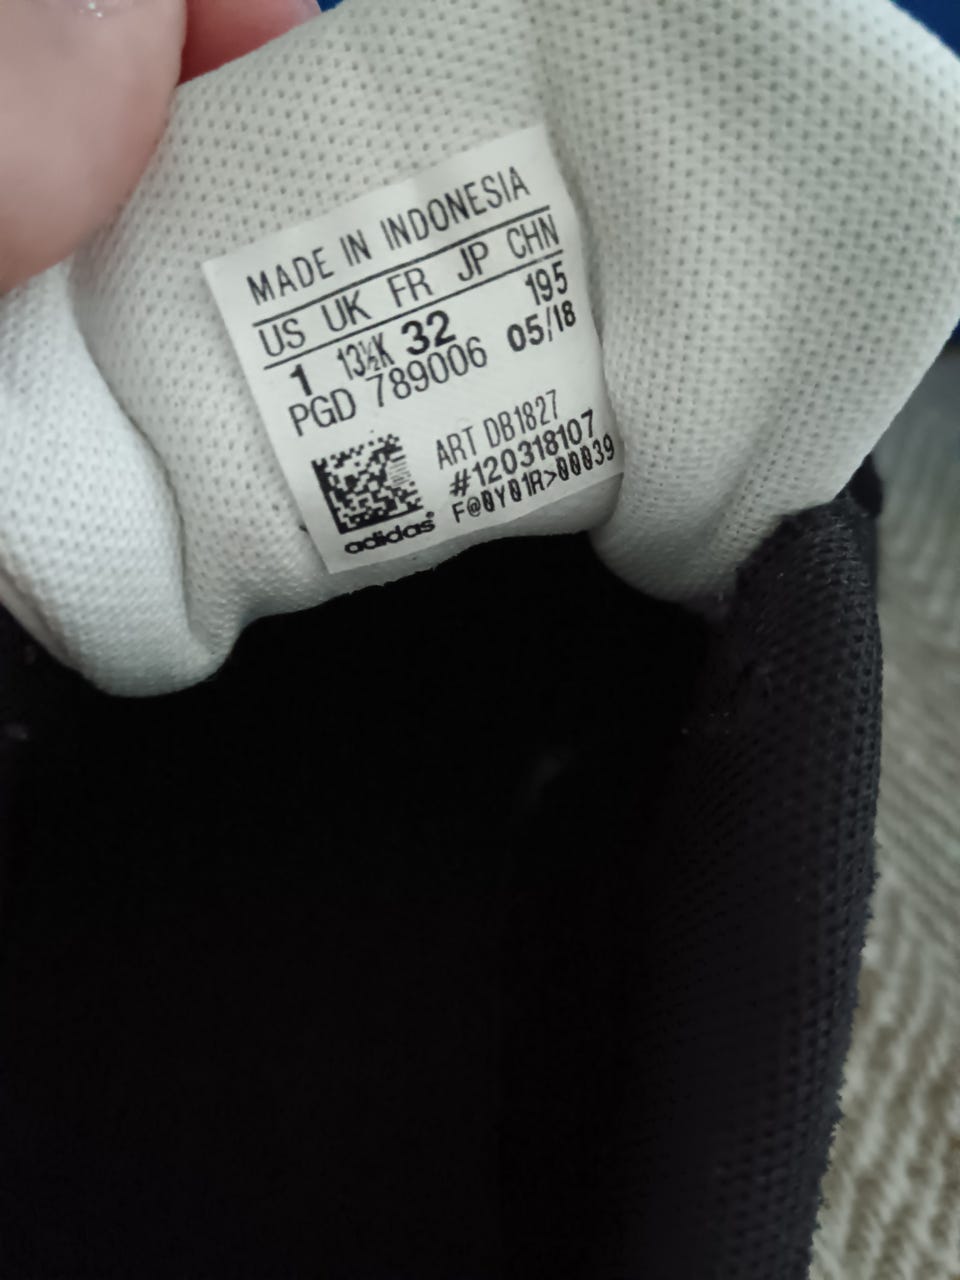 MADE IN INDONESIA
US UK FR JP CHN
1 13½K 32 195
PGD 789006 05/18
ART DB1827
#120318107
F@0Y01R>00039
adidas